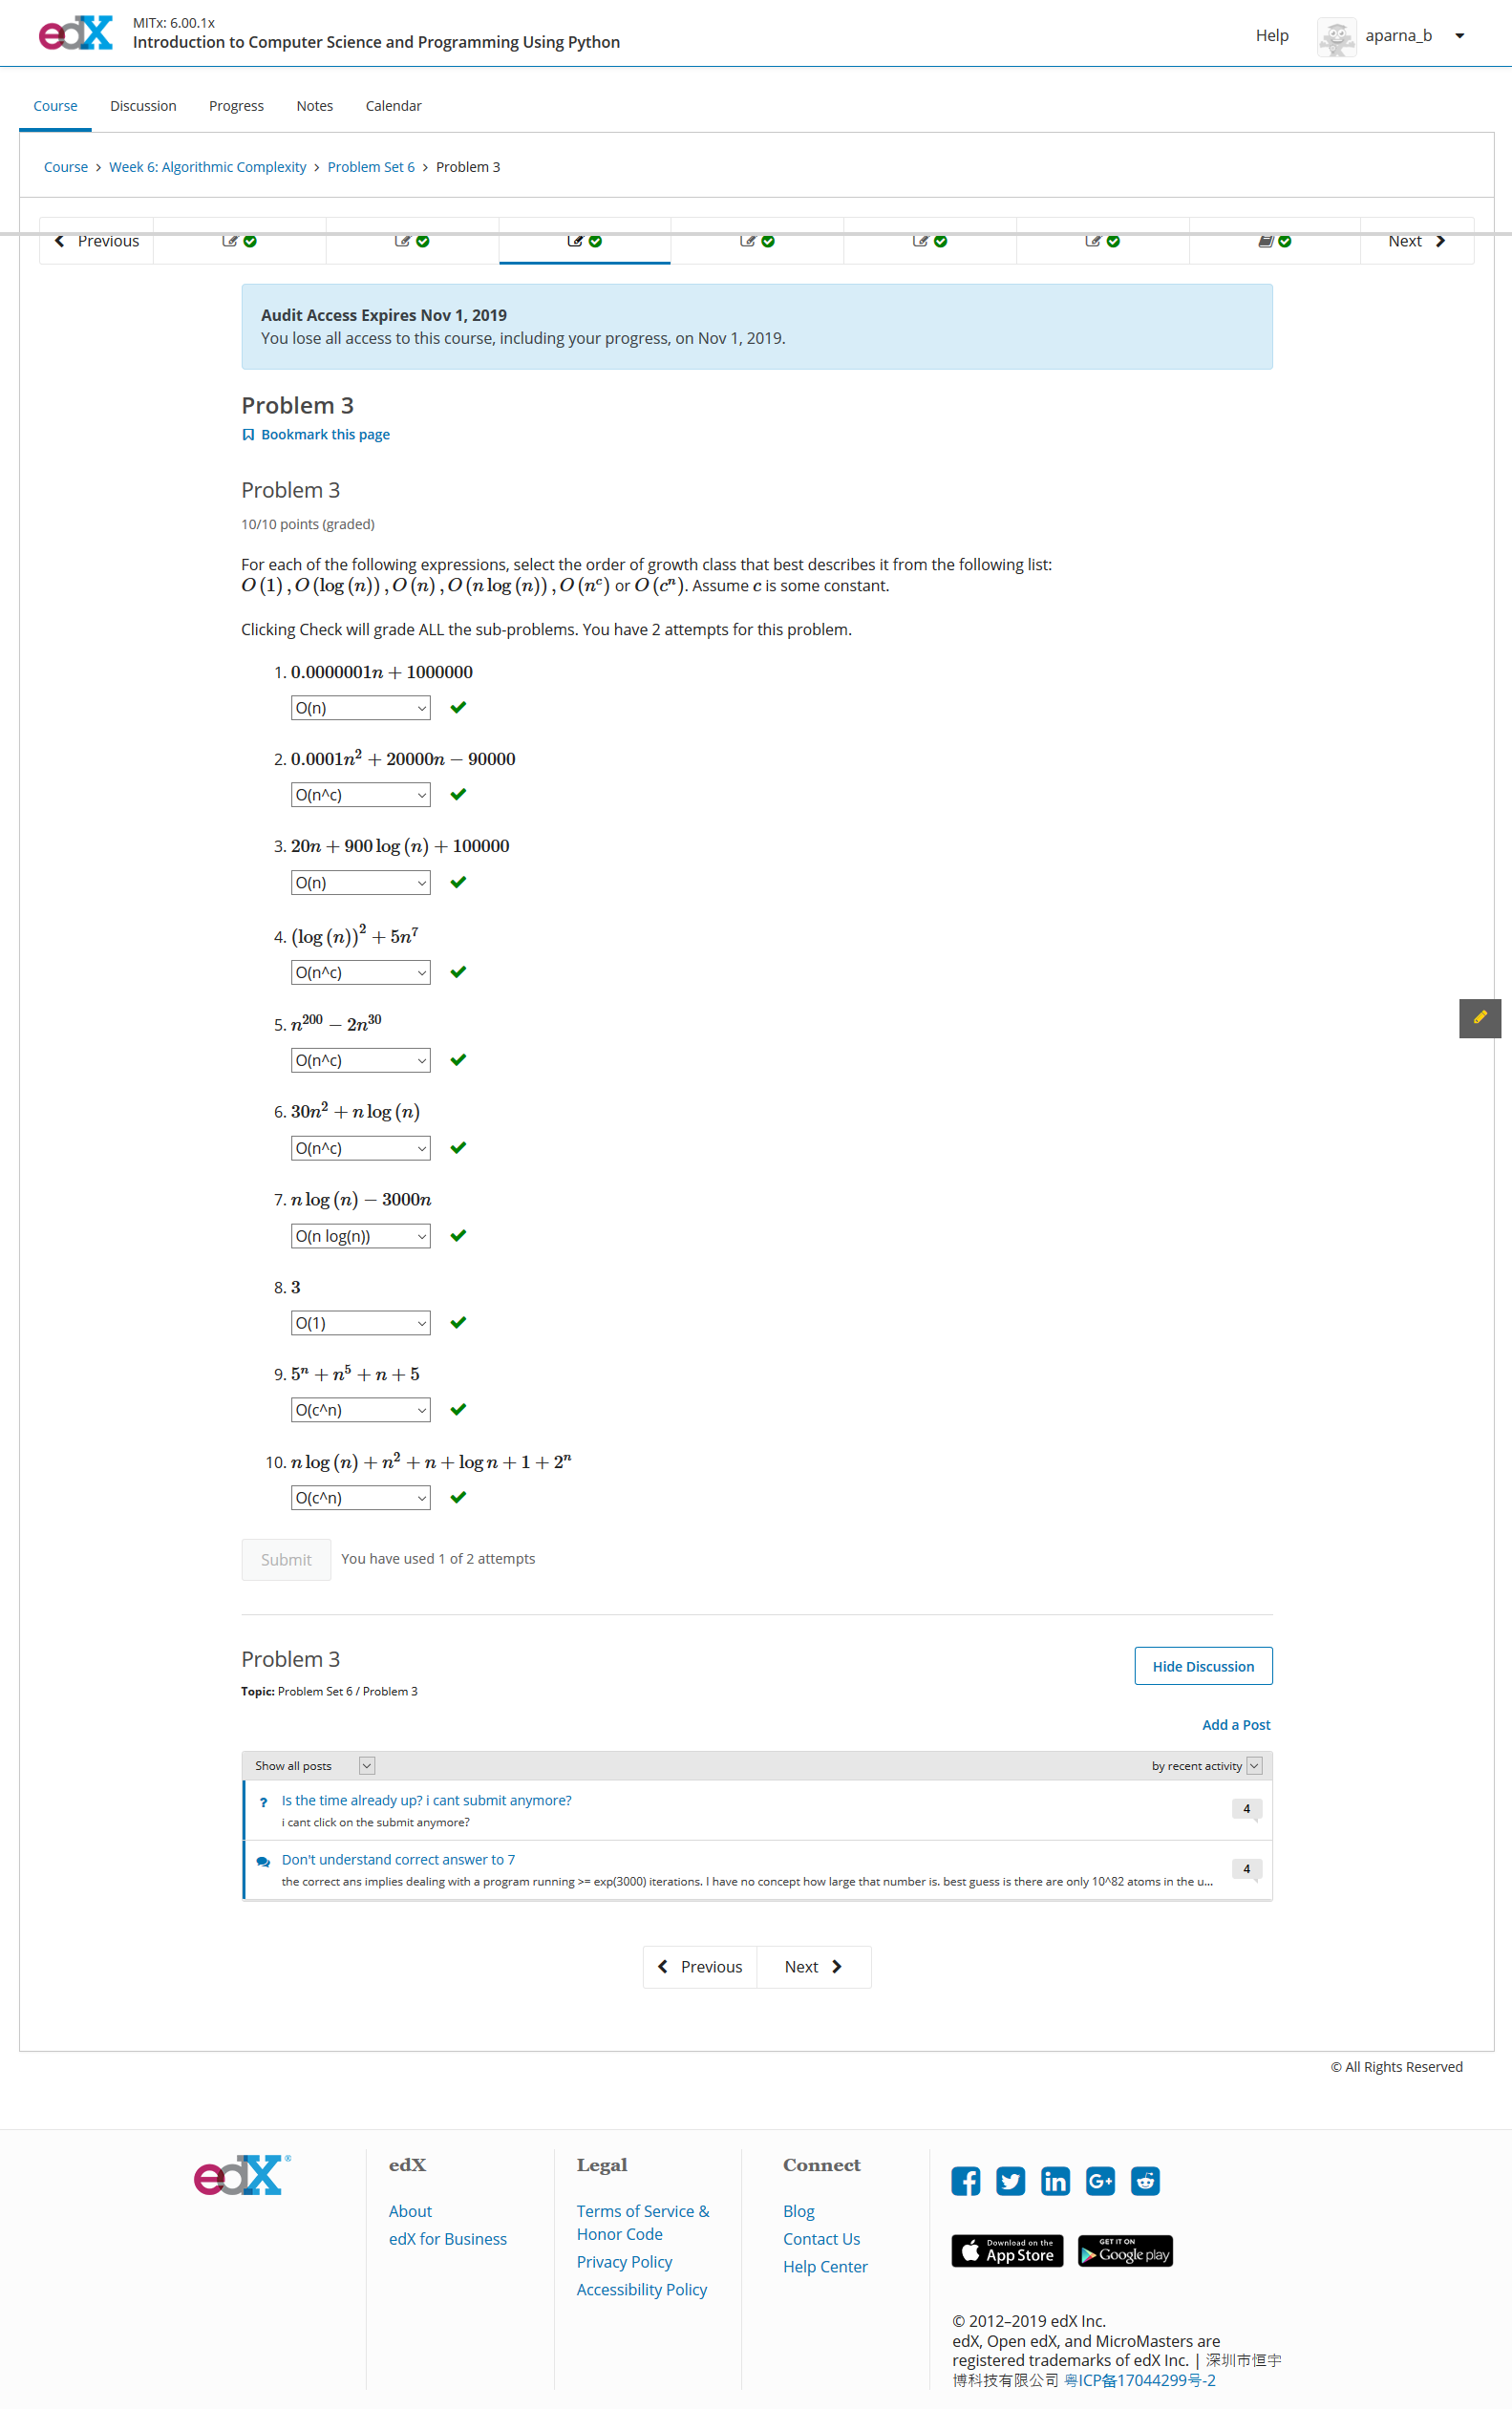 edX
MITx: 6.00.1x
Introduction to Computer Science and Programming Using Python
Help
aparna_b
Course
Discussion
Progress
Notes
Calendar
Course > Week 6: Algorithmic Complexity > Problem Set 6 > Problem 3
Previous
Next
Audit Access Expires Nov 1, 2019
You lose all access to this course, including your progress, on Nov 1, 2019.
Problem 3
Bookmark this page
Problem 3
10/10 points (graded)
For each of the following expressions, select the order of growth class that best describes it from the following list:
O (1) , O (log (n)) , O (n) , O (n log (n)) , O (n^c) or O (c^n). Assume c is some constant.
Clicking Check will grade ALL the sub-problems. You have 2 attempts for this problem.
1. 0.0000001n + 1000000
O(n)
2. 0.0001n² + 20000n − 90000
O(n^c)
3. 20n + 900 log (n) + 100000
O(n)
4. (log (n))² + 5n⁷
O(n^c)
5. n²⁰⁰ − 2n³⁰
O(n^c)
6. 30n² + n log (n)
O(n^c)
7. n log (n) − 3000n
O(n log(n))
8. 3
O(1)
9. 5ⁿ + n⁵ + n + 5
O(c^n)
10. n log (n) + n² + n + log n + 1 + 2ⁿ
O(c^n)
Submit
You have used 1 of 2 attempts
Problem 3
Hide Discussion
Topic: Problem Set 6 / Problem 3
Add a Post
Show all posts
by recent activity
? Is the time already up? i cant submit anymore?
i cant click on the submit anymore?
4
Don't understand correct answer to 7
the correct ans implies dealing with a program running >= exp(3000) iterations. I have no concept how large that number is. best guess is there are only 10^82 atoms in the u...
4
Previous
Next
© All Rights Reserved
edX®
edX
About
edX for Business
Legal
Terms of Service &
Honor Code
Privacy Policy
Accessibility Policy
Connect
Blog
Contact Us
Help Center
Download on the
App Store
GET IT ON
Google play
© 2012–2019 edX Inc.
edX, Open edX, and MicroMasters are
registered trademarks of edX Inc. | 深圳市恒宇
博科技有限公司 粤ICP备17044299号-2